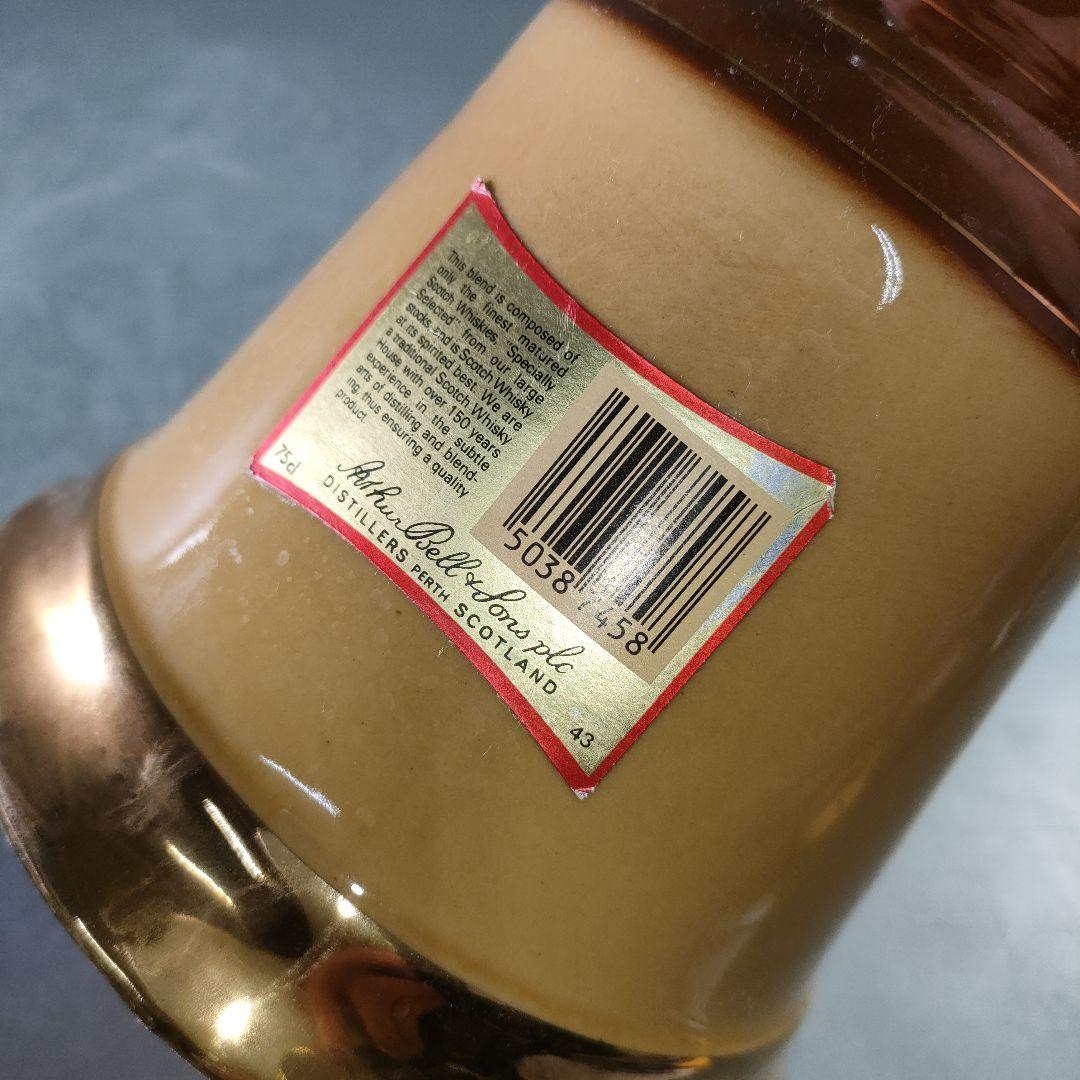 This blend is composed of
only the finest matured
Scotch Whiskies, Specially
Selected from our large
stocks and is Scotch Whisky
at its spirited best. We are
a traditional Scotch Whisky
House with over 150 years
experience in the subtle
arts of distilling and blend-
ing, thus ensuring a quality
product.
75cl
Arthur Bell & Sons plc
DISTILLERS PERTH SCOTLAND
5038 7458
43